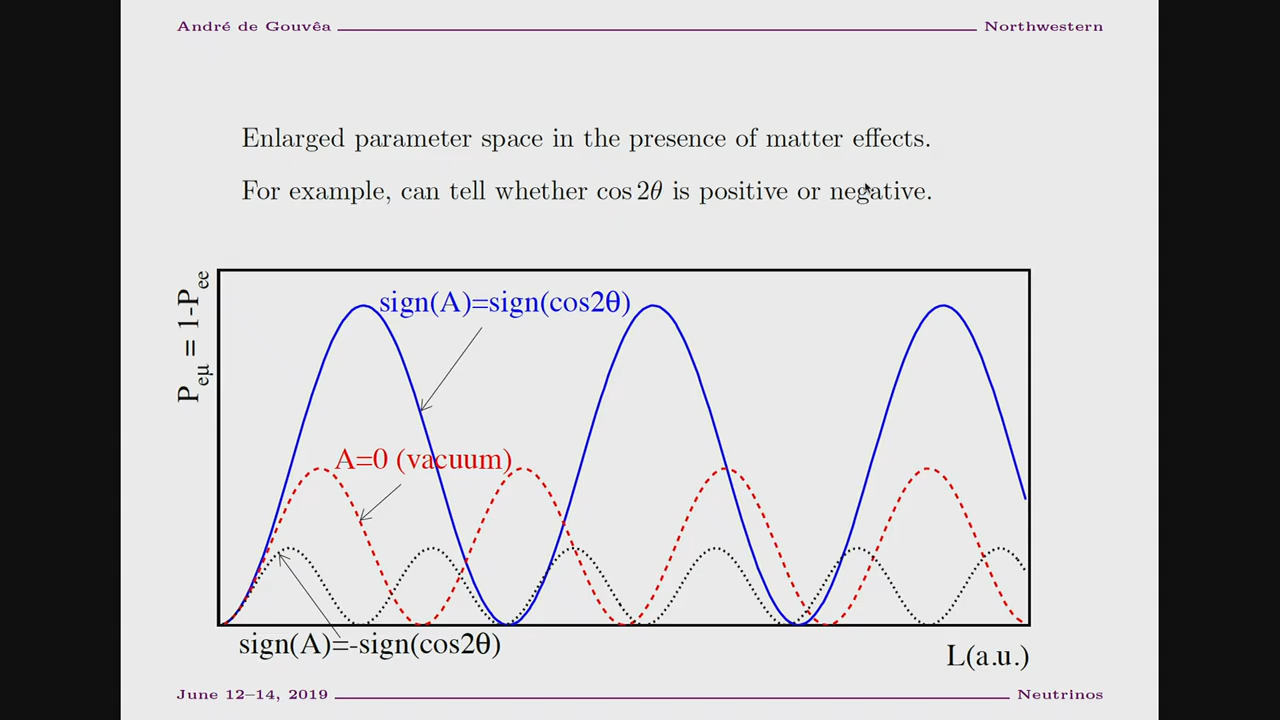 André de Gouvêa
Northwestern
Enlarged parameter space in the presence of matter effects.
For example, can tell whether cos 2θ is positive or negative.
P_eμ = 1-P_ee
sign(A)=sign(cos2θ)
A=0 (vacuum)
sign(A)=-sign(cos2θ)
L(a.u.)
June 12–14, 2019
Neutrinos